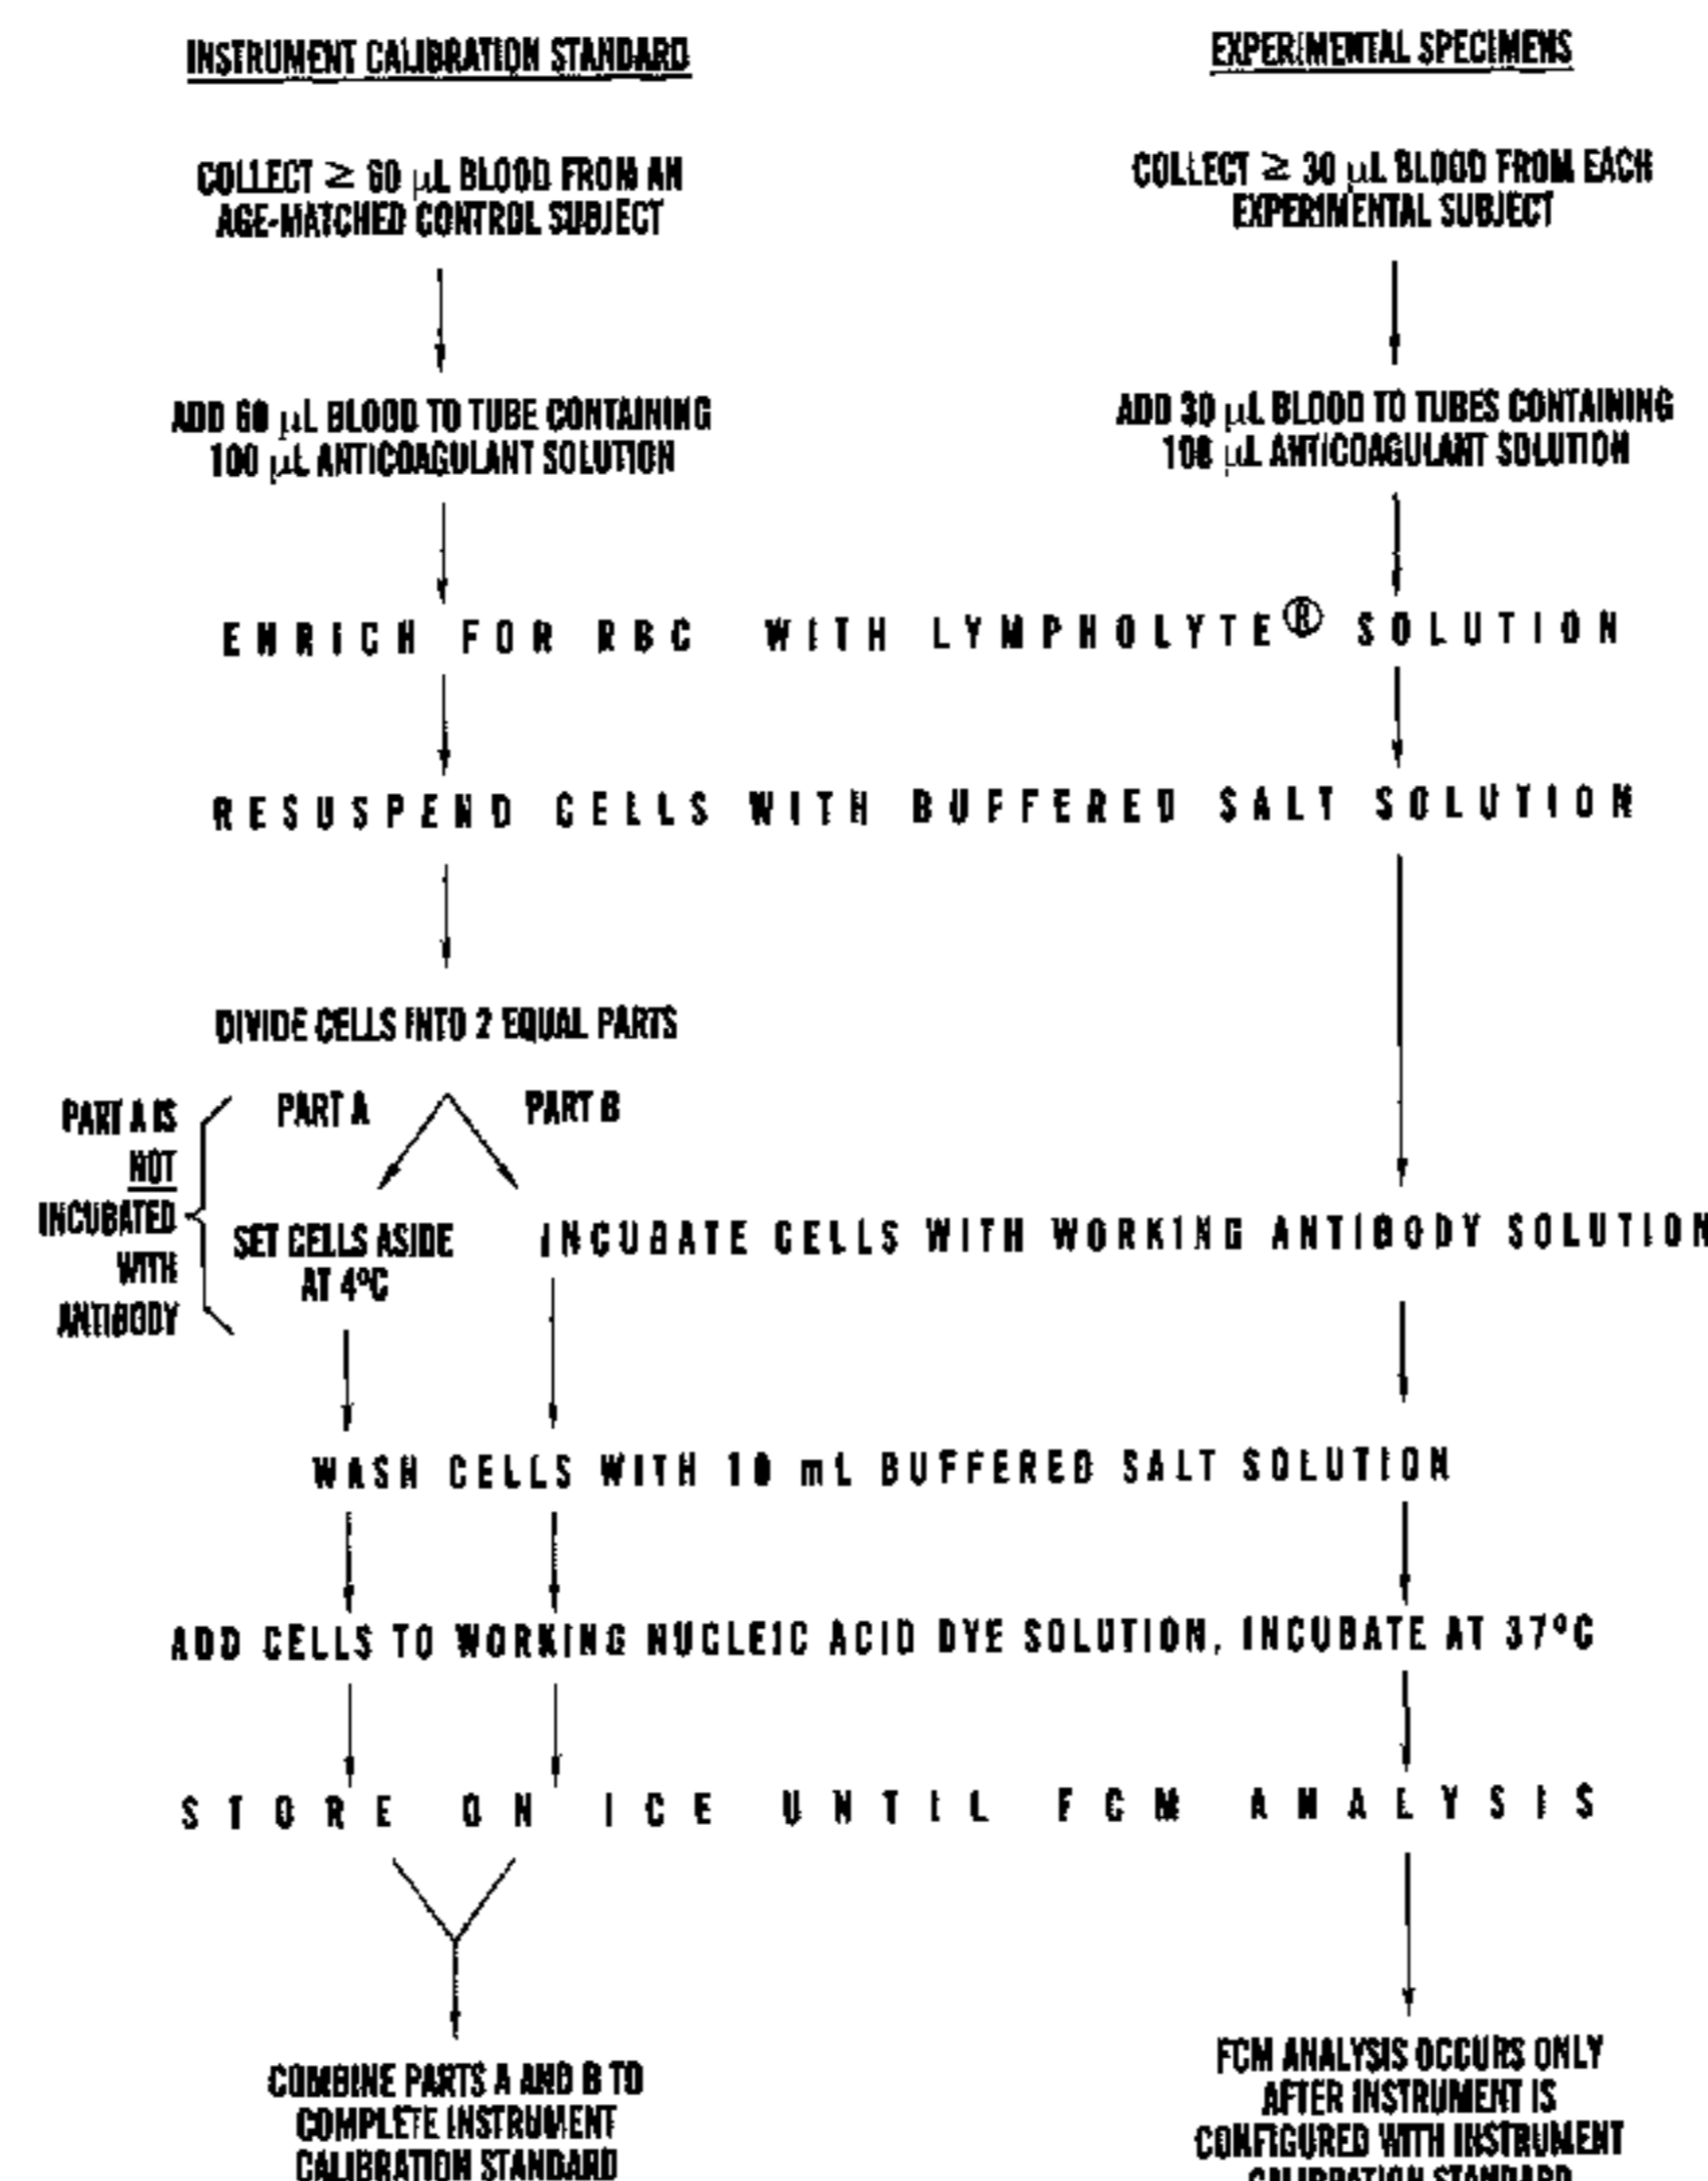 INSTRUMENT CALIBRATION STANDARD
EXPERIMENTAL SPECIMENS
COLLECT ≥ 60 μL BLOOD FROM AN
AGE-MATCHED CONTROL SUBJECT
COLLECT ≥ 30 μL BLOOD FROM EACH
EXPERIMENTAL SUBJECT
ADD 60 μL BLOOD TO TUBE CONTAINING
100 μL ANTICOAGULANT SOLUTION
ADD 30 μL BLOOD TO TUBES CONTAINING
100 μL ANTICOAGULANT SOLUTION
ENRICH FOR RBC WITH LYMPHOLYTE® SOLUTION
RESUSPEND CELLS WITH BUFFERED SALT SOLUTION
DIVIDE CELLS INTO 2 EQUAL PARTS
PART A IS
NOT
INCUBATED
WITH
ANTIBODY
PART A
PART B
SET CELLS ASIDE
AT 4ºC
INCUBATE CELLS WITH WORKING ANTIBODY SOLUTION
WASH CELLS WITH 10 mL BUFFERED SALT SOLUTION
ADD CELLS TO WORKING NUCLEIC ACID DYE SOLUTION, INCUBATE AT 37ºC
STORE ON ICE UNTIL FCM ANALYSIS
COMBINE PARTS A AND B TO
COMPLETE INSTRUMENT
CALIBRATION STANDARD
FCM ANALYSIS OCCURS ONLY
AFTER INSTRUMENT IS
CONFIGURED WITH INSTRUMENT
CALIBRATION STANDARD